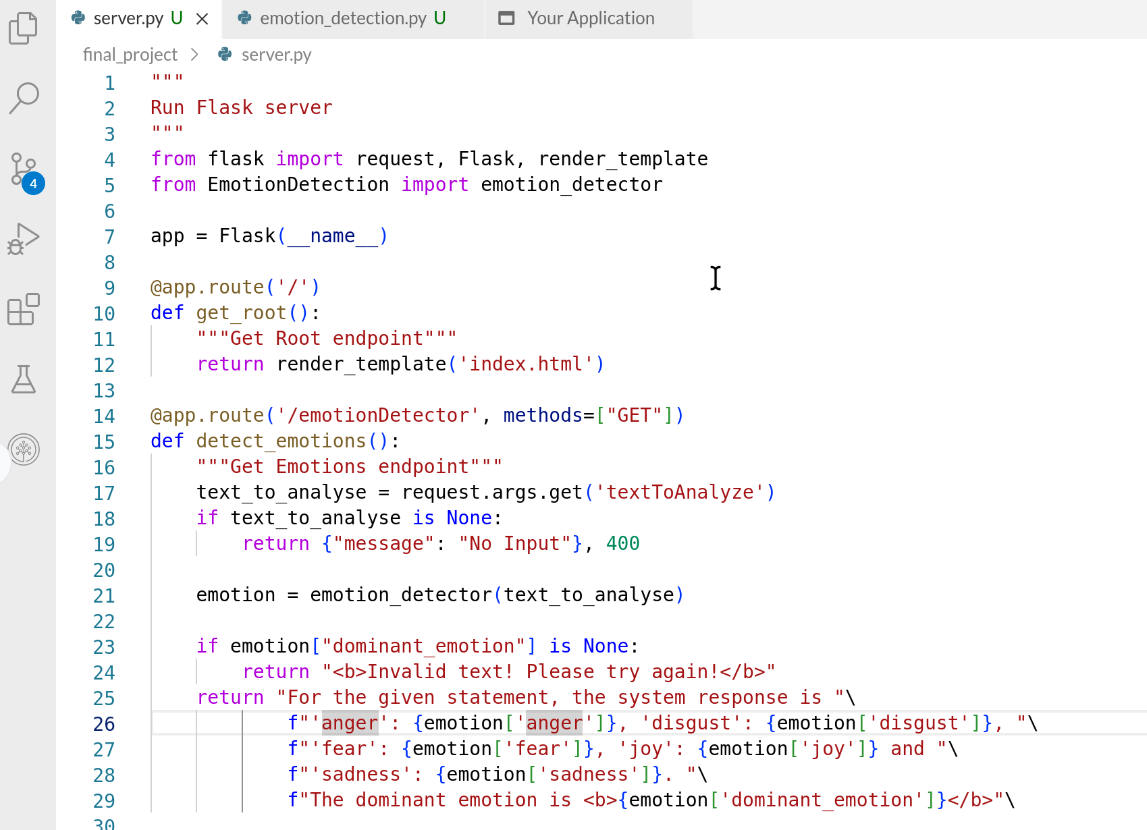 server.py U emotion_detection.py U Your Application
final_project > server.py
4
1 """
2 Run Flask server
3 """
4 from flask import request, Flask, render_template
5 from EmotionDetection import emotion_detector
6
7 app = Flask(__name__)
8
9 @app.route('/')
10 def get_root():
11     """Get Root endpoint"""
12     return render_template('index.html')
13
14 @app.route('/emotionDetector', methods=["GET"])
15 def detect_emotions():
16     """Get Emotions endpoint"""
17     text_to_analyse = request.args.get('textToAnalyze')
18     if text_to_analyse is None:
19         return {"message": "No Input"}, 400
20
21     emotion = emotion_detector(text_to_analyse)
22
23     if emotion["dominant_emotion"] is None:
24         return "<b>Invalid text! Please try again!</b>"
25     return "For the given statement, the system response is "\
26             f"'anger': {emotion['anger']}, 'disgust': {emotion['disgust']}, "\
27             f"'fear': {emotion['fear']}, 'joy': {emotion['joy']} and "\
28             f"'sadness': {emotion['sadness']}. "\
29             f"The dominant emotion is <b>{emotion['dominant_emotion']}</b>"\
30